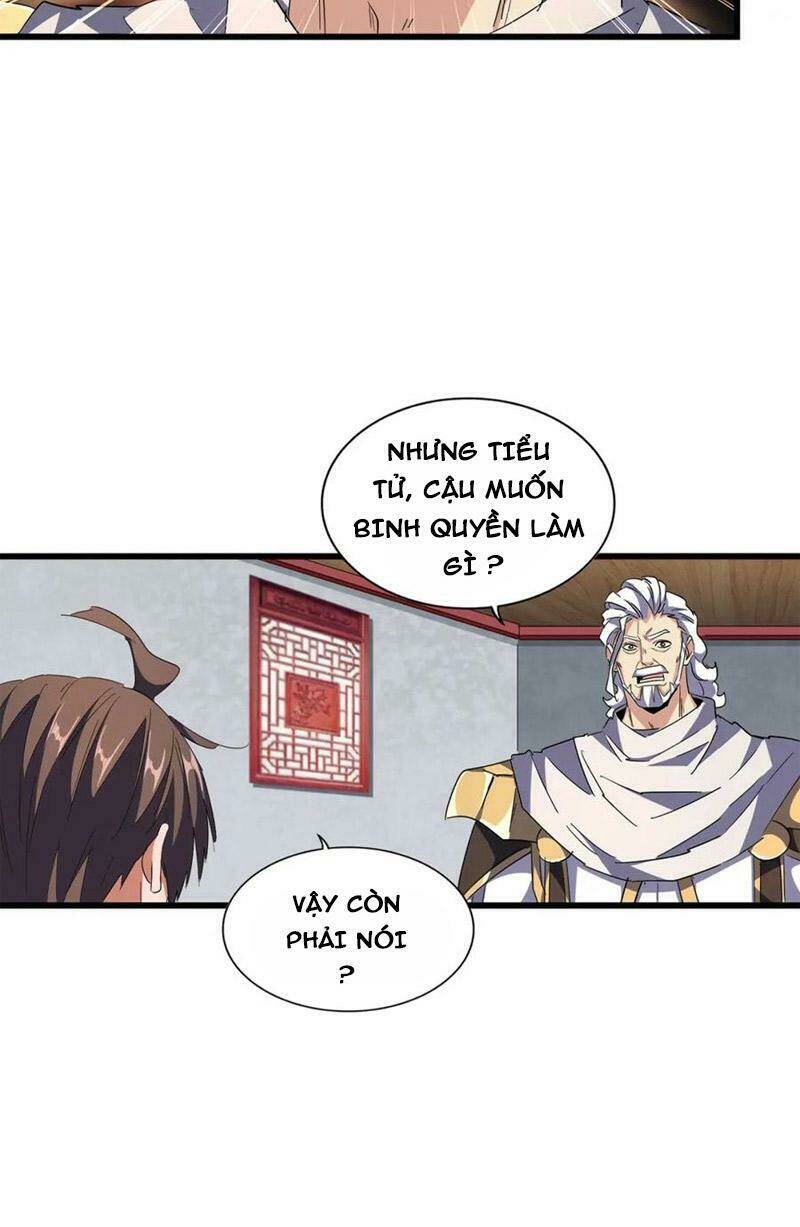 NHƯNG TIỂU
TỬ, CẬU MUỐN
BINH QUYỀN LÀM
GÌ ?
VẬY CÒN
PHẢI NÓI
?